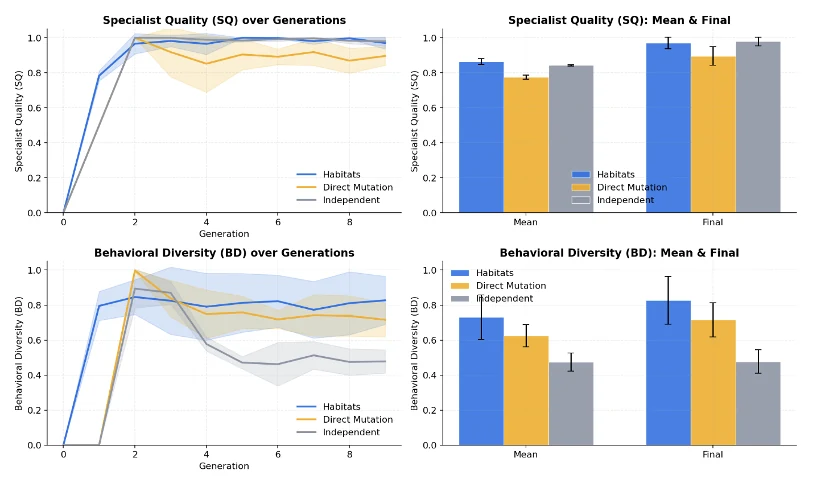 Specialist Quality (SQ) over Generations
Specialist Quality (SQ)
1.0
0.8
0.6
0.4
0.2
0.0
0 2 4 6 8
Generation
Habitats
Direct Mutation
Independent
Specialist Quality (SQ): Mean & Final
Specialist Quality (SQ)
1.0
0.8
0.6
0.4
0.2
0.0
Mean Final
Habitats
Direct Mutation
Independent
Behavioral Diversity (BD) over Generations
Behavioral Diversity (BD)
1.0
0.8
0.6
0.4
0.2
0.0
0 2 4 6 8
Generation
Habitats
Direct Mutation
Independent
Behavioral Diversity (BD): Mean & Final
Behavioral Diversity (BD)
1.0
0.8
0.6
0.4
0.2
0.0
Mean Final
Habitats
Direct Mutation
Independent